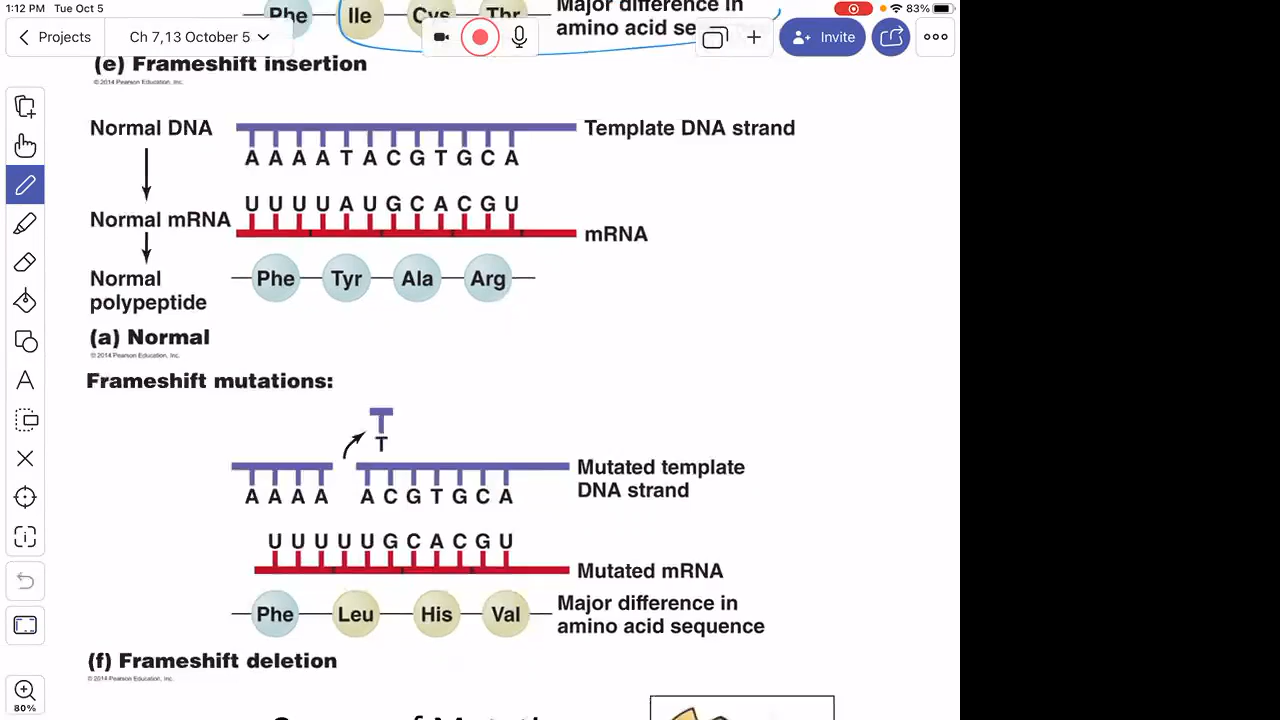 1:12 PM Tue Oct 5
83%
Phe Ile Cys Thr
Major difference in
amino acid se
Projects
Ch 7,13 October 5
Invite
(e) Frameshift insertion
© 2014 Pearson Education, Inc.
Normal DNA
Template DNA strand
A A A A T A C G T G C A
U U U U A U G C A C G U
Normal mRNA
mRNA
Normal
polypeptide
Phe Tyr Ala Arg
(a) Normal
© 2014 Pearson Education, Inc.
Frameshift mutations:
T
A A A A A C G T G C A
Mutated template
DNA strand
U U U U U G C A C G U
Mutated mRNA
Phe Leu His Val
Major difference in
amino acid sequence
(f) Frameshift deletion
© 2014 Pearson Education, Inc.
80%